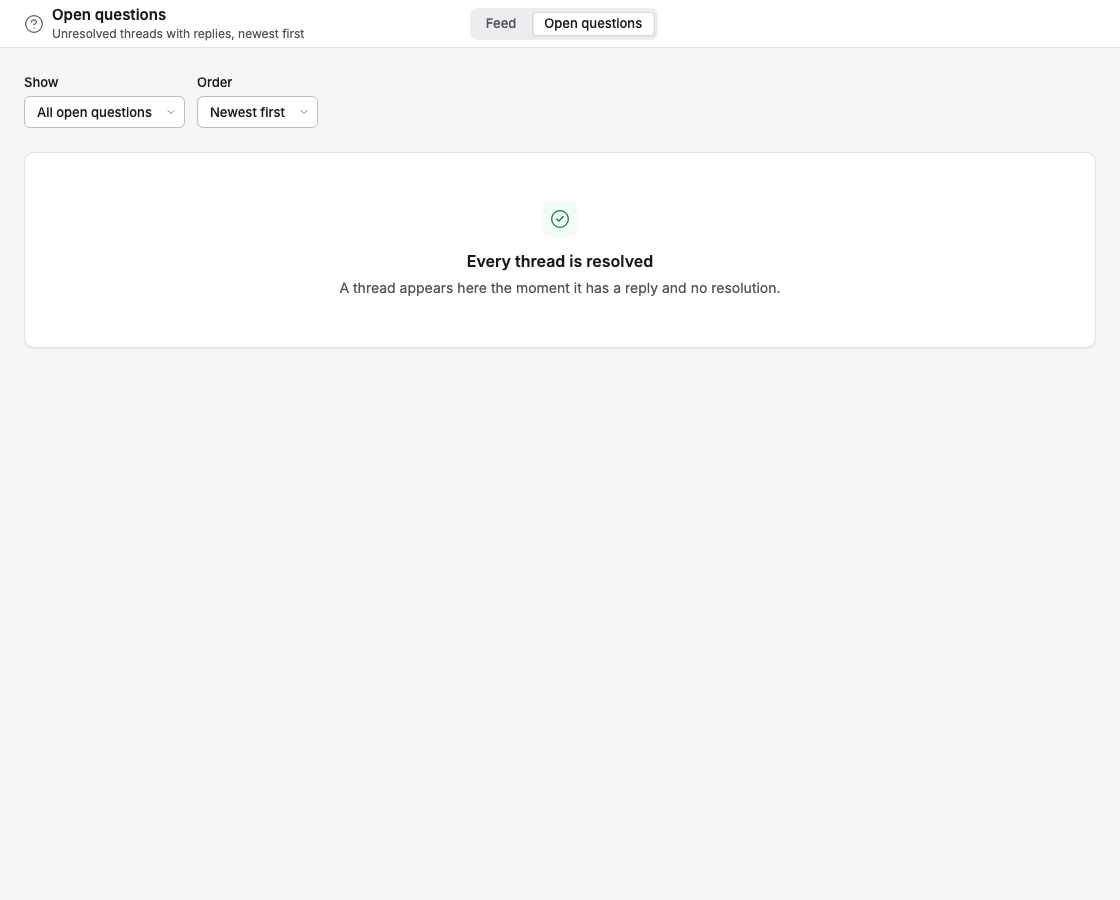 Open questions
Unresolved threads with replies, newest first
Feed
Open questions
Show
Order
All open questions
Newest first
Every thread is resolved
A thread appears here the moment it has a reply and no resolution.